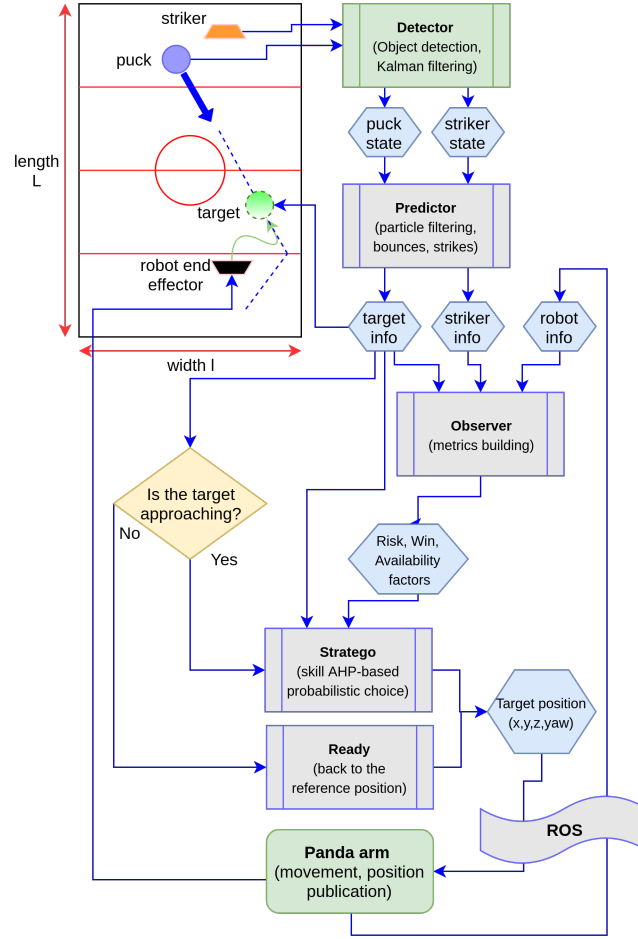 striker
puck
length
L
target
robot end
effector
width l
Detector
(Object detection,
Kalman filtering)
puck
state
striker
state
Predictor
(particle filtering,
bounces, strikes)
target
info
striker
info
robot
info
Observer
(metrics building)
Is the target
approaching?
No
Yes
Risk, Win,
Availability
factors
Stratego
(skill AHP-based
probabilistic choice)
Ready
(back to the
reference position)
Target position
(x,y,z,yaw)
ROS
Panda arm
(movement, position
publication)